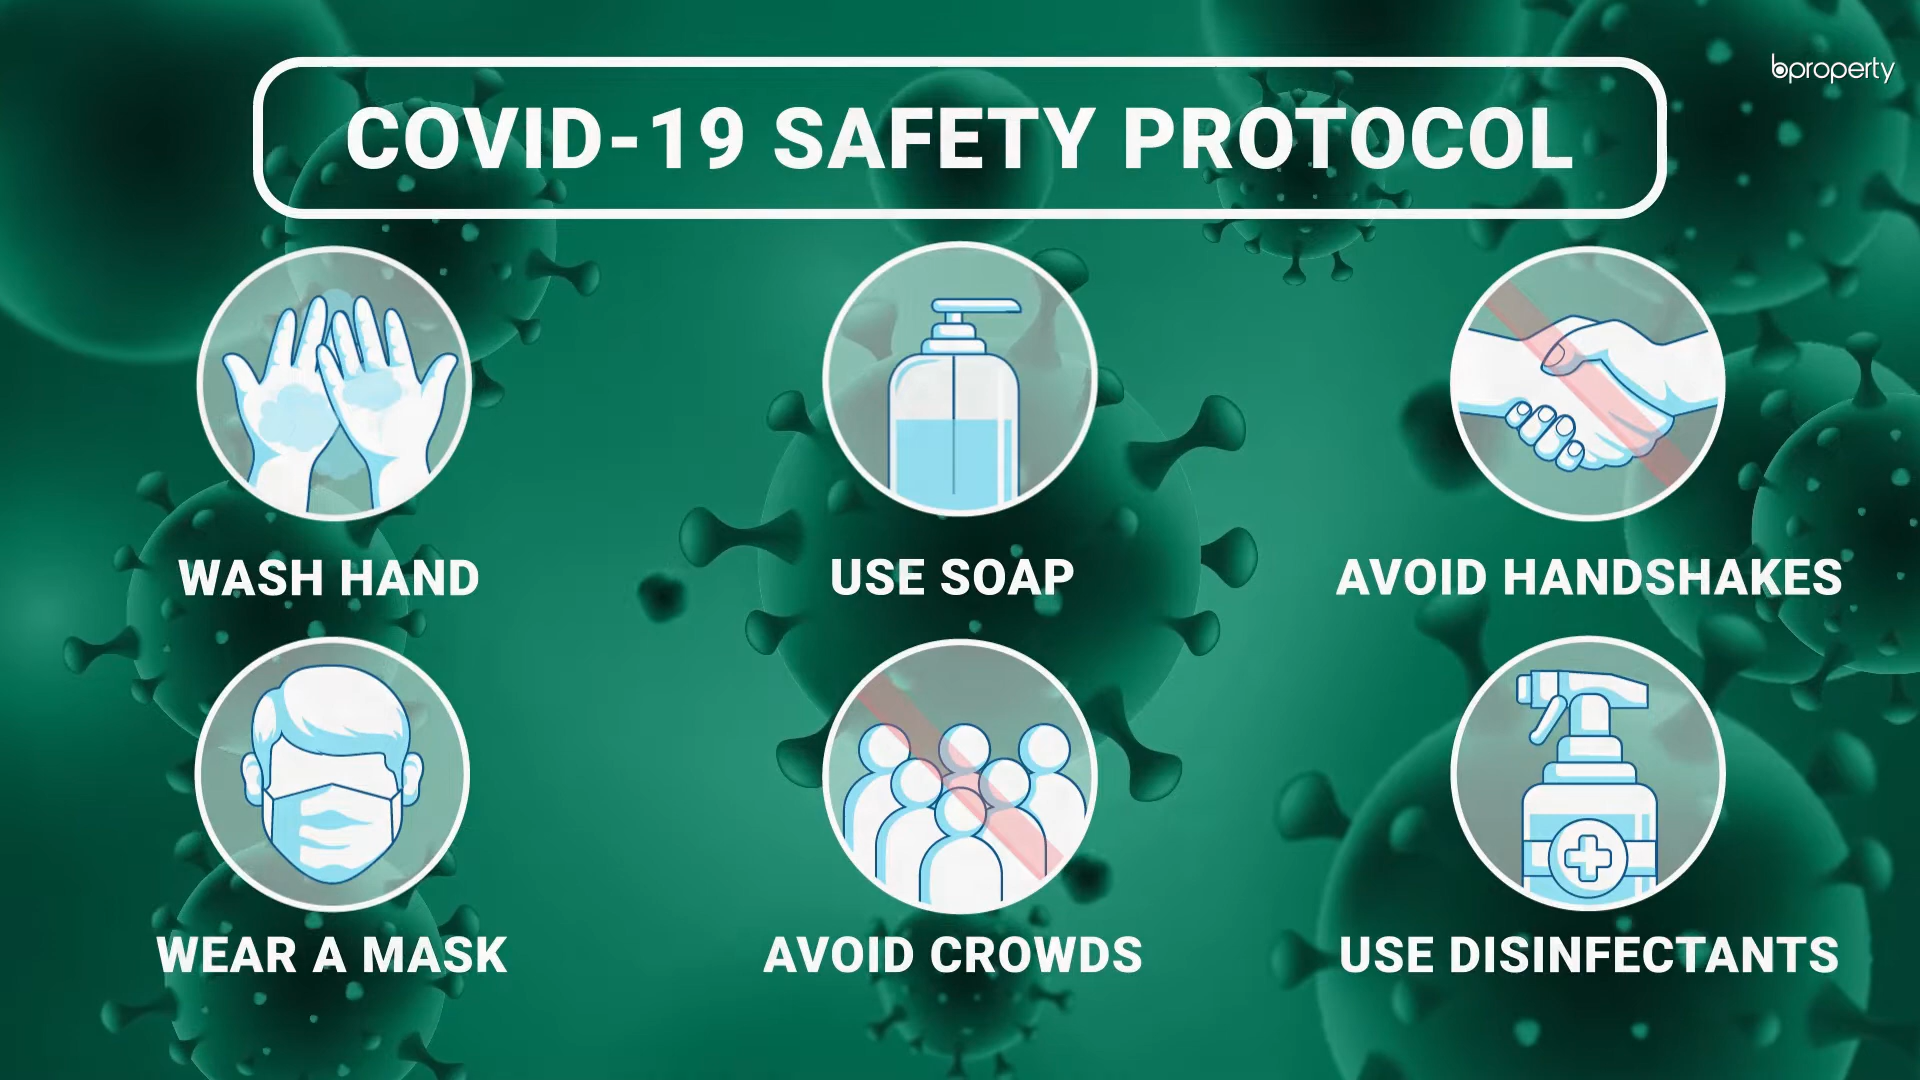 bproperty
COVID-19 SAFETY PROTOCOL
WASH HAND
USE SOAP
AVOID HANDSHAKES
WEAR A MASK
AVOID CROWDS
USE DISINFECTANTS